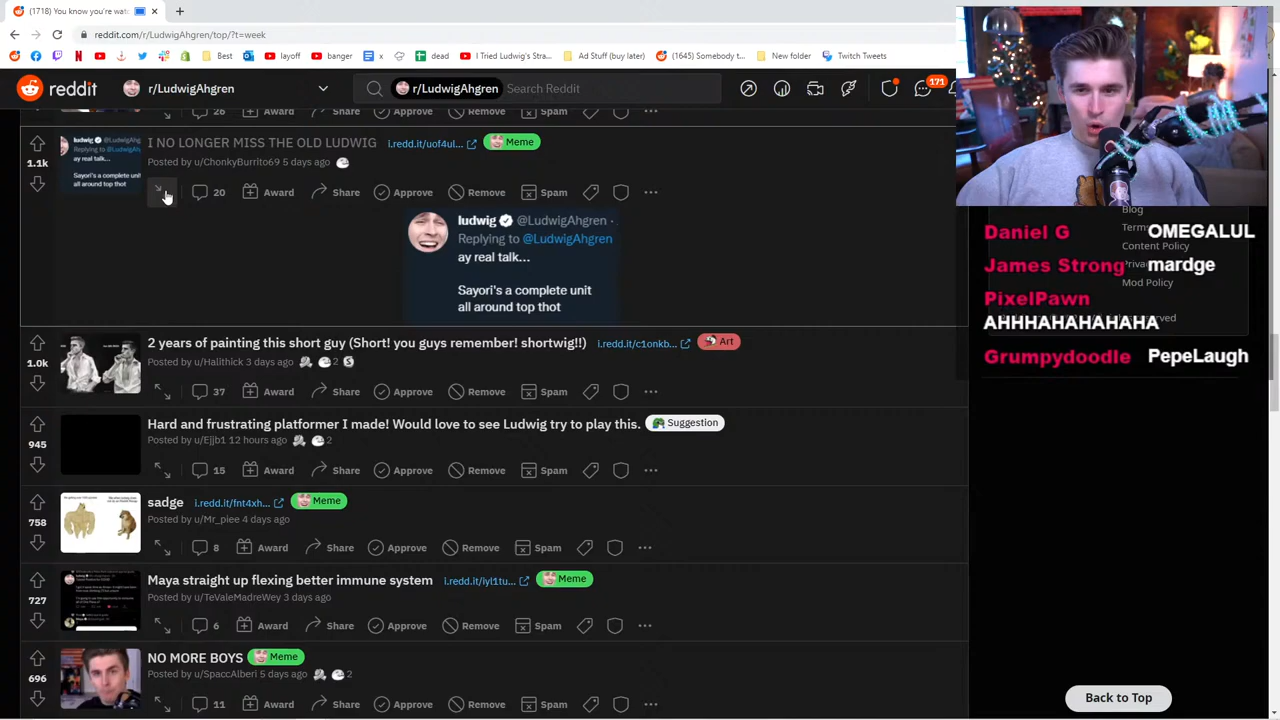 (1718) You know you're wat
reddit.com/r/LudwigAhgren/top/?t=week
N. Meridian S...
layoff
banger
x
dead
I Tried Ludwig's Stra...
Ad Stuff (buy later)
(1645) Somebody t...
New folder
Twitch Tweets
reddit
r/LudwigAhgren
r/LudwigAhgren
Search Reddit
171
26 Award Share Approve Remove Spam
1.1k
I NO LONGER MISS THE OLD LUDWIG
i.redd.it/uof4ul...
Meme
Posted by u/ChonkyBurrito69 5 days ago
20 Award Share Approve Remove Spam
ludwig @LudwigAhgren ·
Replying to @LudwigAhgren
ay real talk...
Sayori's a complete unit
all around top thot
1.0k
2 years of painting this short guy (Short! you guys remember! shortwig!!)
i.redd.it/c1onkb...
Art
Posted by u/Halithick 3 days ago
2
37 Award Share Approve Remove Spam
945
Hard and frustrating platformer I made! Would love to see Ludwig try to play this.
Suggestion
Posted by u/Ejjb1 12 hours ago
2
15 Award Share Approve Remove Spam
758
sadge
i.redd.it/fnt4xh...
Meme
Posted by u/Mr_piee 4 days ago
8 Award Share Approve Remove Spam
727
Maya straight up flexing better immune system
i.redd.it/iyl1tu...
Meme
Posted by u/TeValeMadreWey 3 days ago
6 Award Share Approve Remove Spam
696
NO MORE BOYS
Meme
Posted by u/SpaccAlberi 5 days ago
2
11 Award Share Approve Remove Spam
Blog
Terms
Content Policy
Mod Policy
Daniel G OMEGALUL
James Strong mardge
PixelPawn
AHHHAHAHAHAHA
Grumpydoodle PepeLaugh
Back to Top